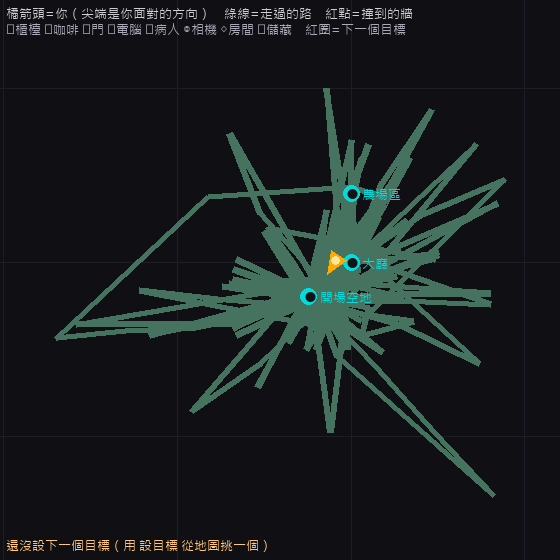 橘箭頭=你（尖端是你面對的方向） 綠線=走過的路 紅點=撞到的牆
櫃檯 咖啡 門 電腦 病人 相機 ◇房間 儲藏 紅圈=下一個目標
農場區
大廳
開場空地
還沒設下一個目標（用 設目標 從地圖挑一個）